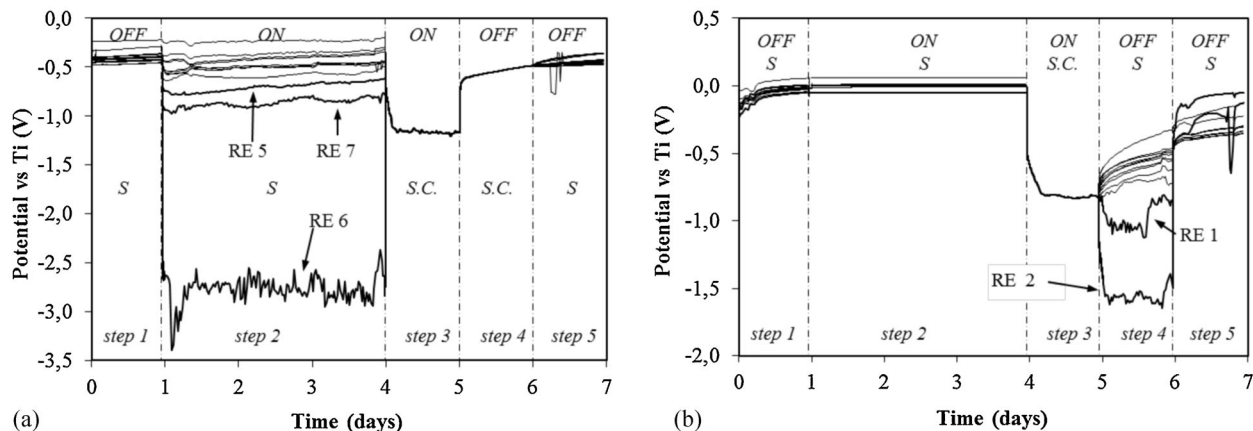 0,0
-0,5
-1,0
-1,5
-2,0
-2,5
-3,0
-3,5
Potential vs Ti (V)
OFF ON ON OFF OFF
RE 5 RE 7
S S S.C. S.C. S
RE 6
step 1 step 2 step 3 step 4 step 5
0 1 2 3 4 5 6 7
Time (days)
(a)
0,5
0,0
-0,5
-1,0
-1,5
-2,0
Potential vs Ti (V)
OFF ON ON OFF OFF
S S S.C. S S
RE 1
RE 2
step 1 step 2 step 3 step 4 step 5
0 1 2 3 4 5 6 7
Time (days)
(b)